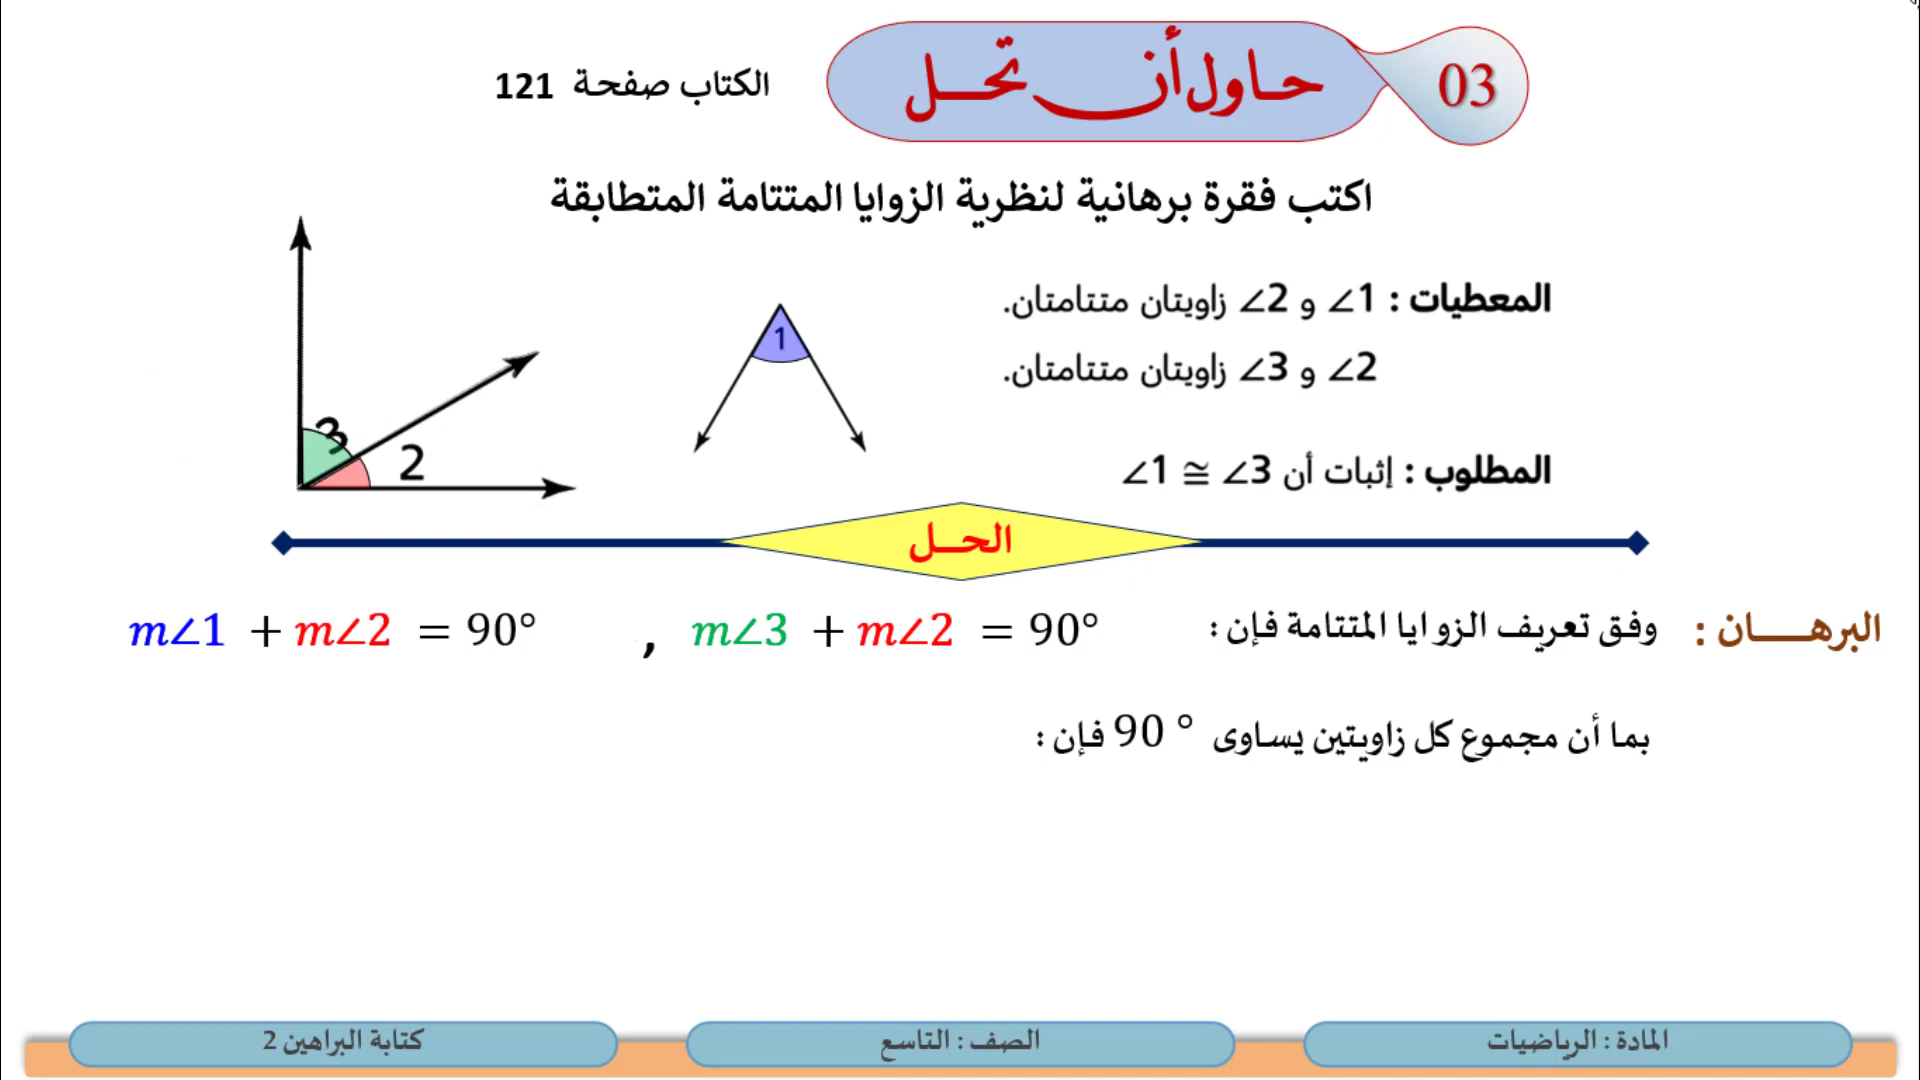 03 حاول أن تحل
الكتاب صفحة 121
اكتب فقرة برهانية لنظرية الزوايا المتتامة المتطابقة
المعطيات : ∠1 و ∠2 زاويتان متتامتان.
∠2 و ∠3 زاويتان متتامتان.
المطلوب : إثبات أن ∠1 ≅ ∠3
3
2
1
الحل
البرهان : وفق تعريف الزوايا المتتامة فإن :
m∠1 + m∠2 = 90° , m∠3 + m∠2 = 90°
بما أن مجموع كل زاويتين يساوى 90 ° فإن :
المادة : الرياضيات
الصف : التاسع
كتابة البراهين 2